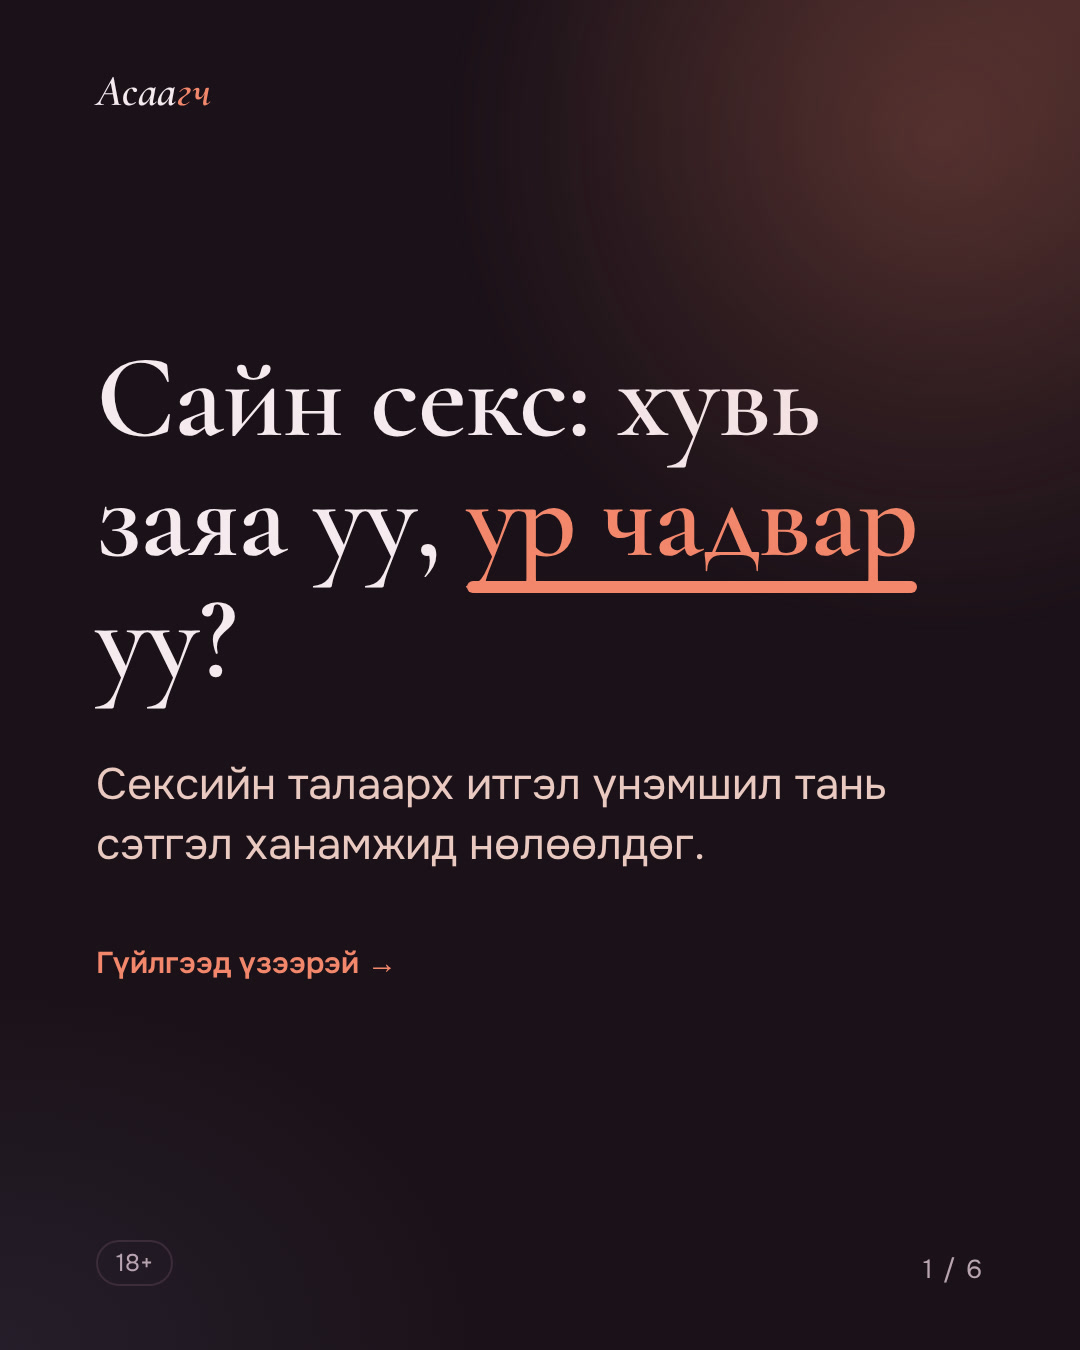 Асаагч
Сайн секс: хувь
заяа уу, ур чадвар
уу?
Сексийн талаарх итгэл үнэмшил тань
сэтгэл ханамжид нөлөөлдөг.
Гүйлгээд үзээрэй →
18+
1 / 6